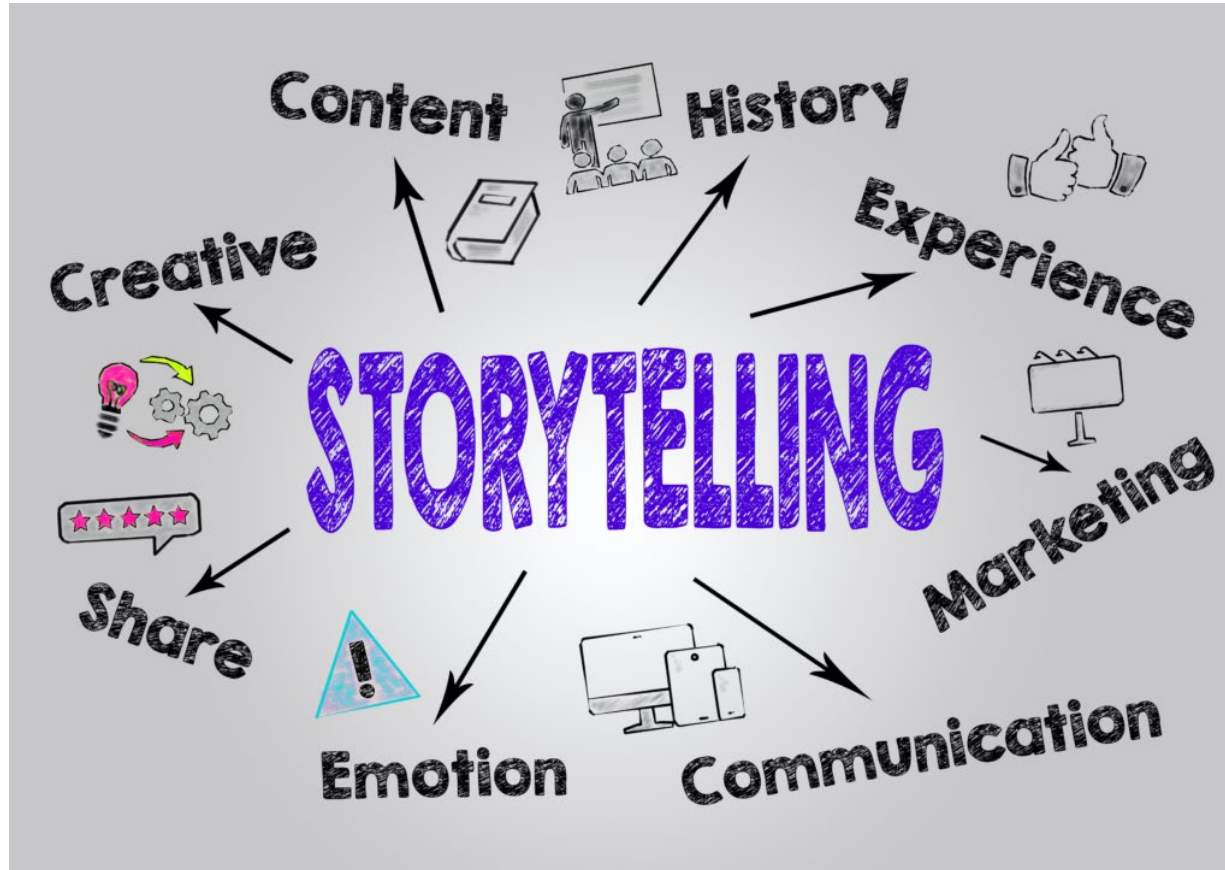 Content
History
Experience
Creative
STORYTELLING
Marketing
Share
Emotion
Communication